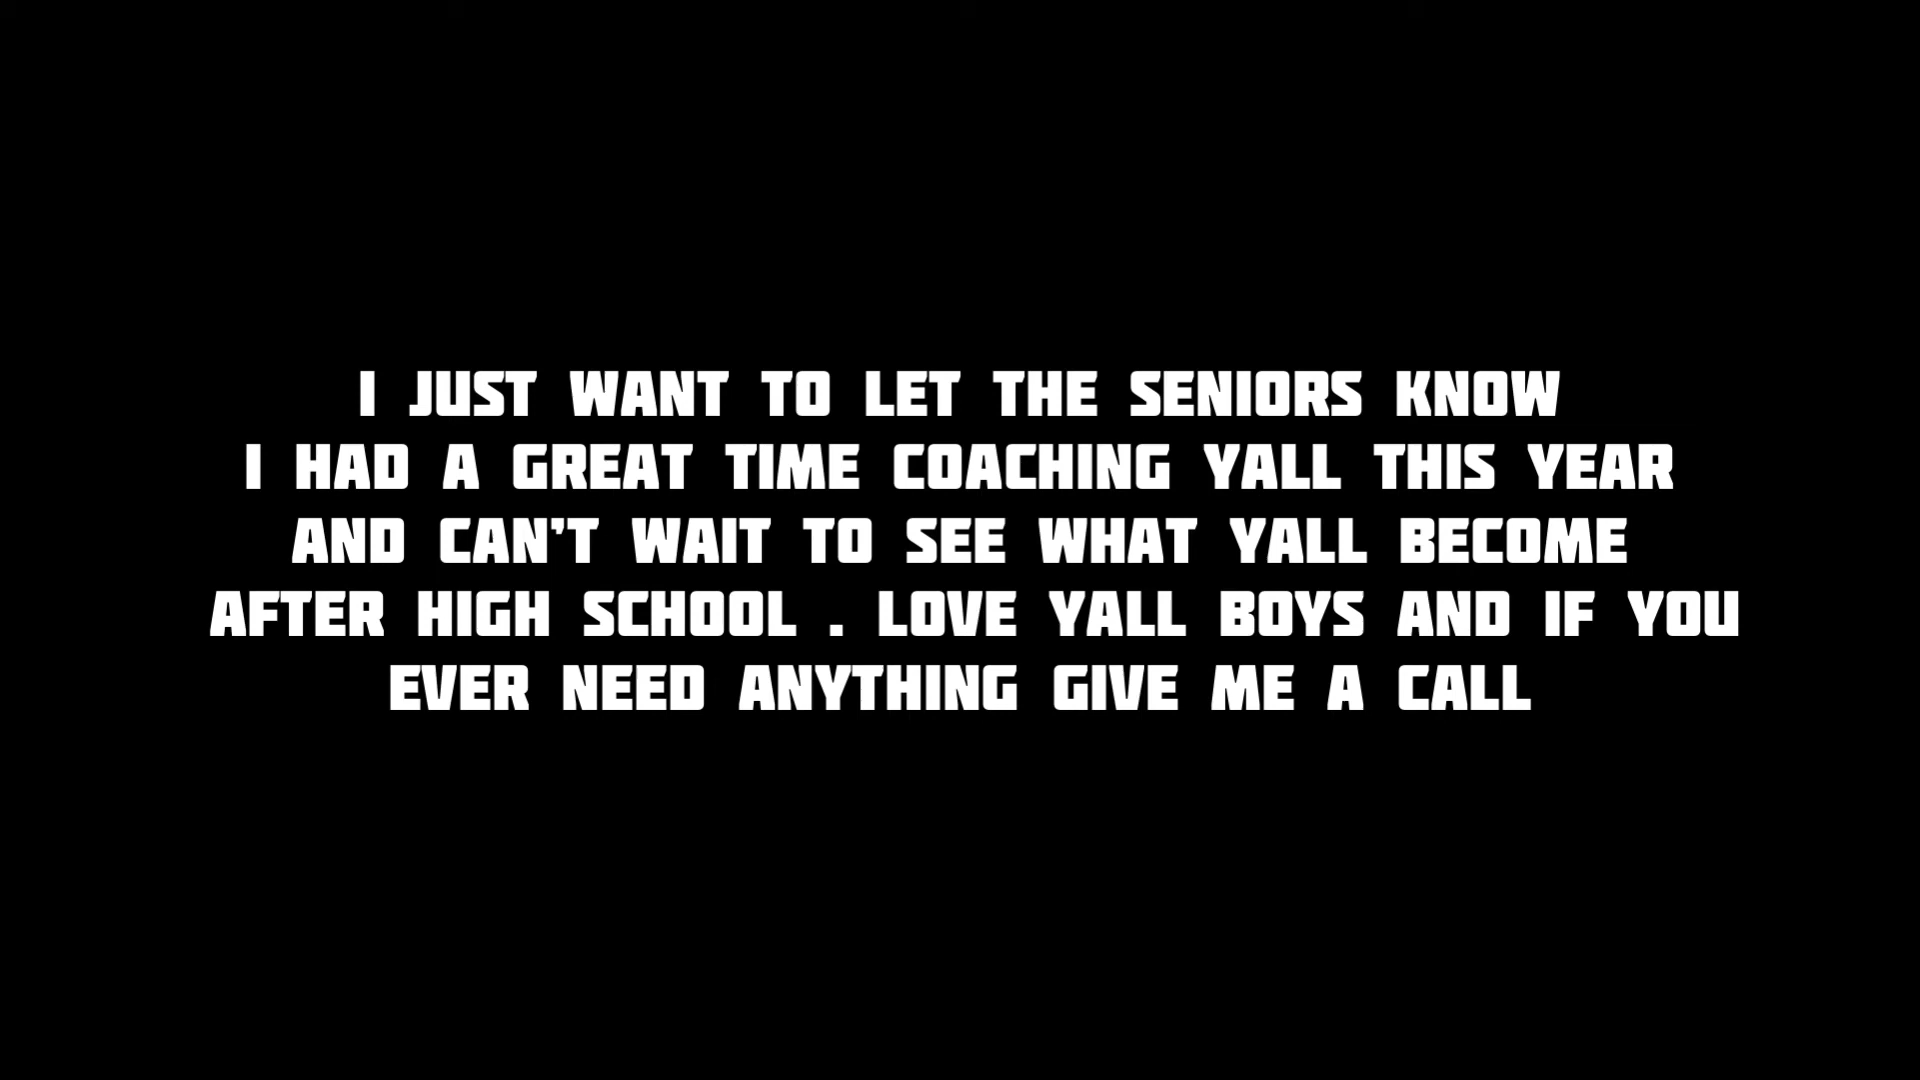 I JUST WANT TO LET THE SENIORS KNOW
I HAD A GREAT TIME COACHING YALL THIS YEAR
AND CAN'T WAIT TO SEE WHAT YALL BECOME
AFTER HIGH SCHOOL . LOVE YALL BOYS AND IF YOU
EVER NEED ANYTHING GIVE ME A CALL